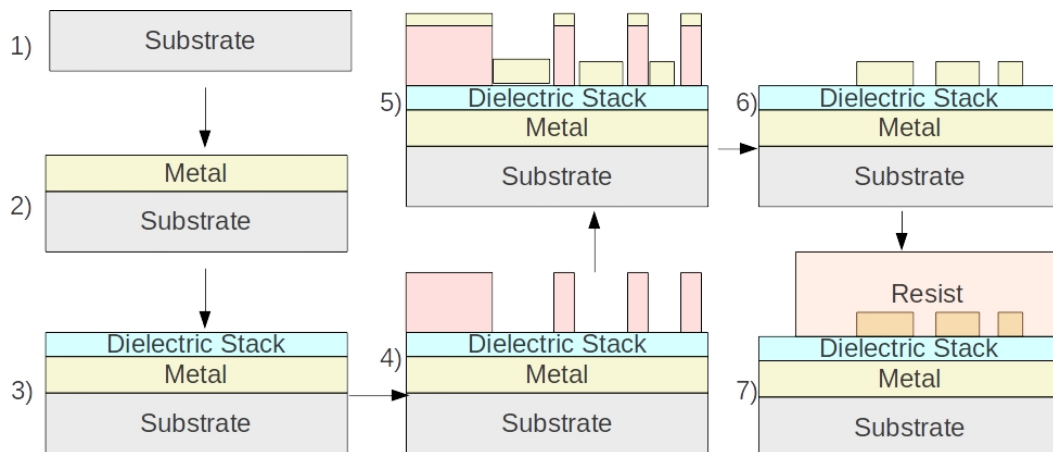 1)
Substrate
2)
Metal
Substrate
3)
Dielectric Stack
Metal
Substrate
4)
Dielectric Stack
Metal
Substrate
5)
Dielectric Stack
Metal
Substrate
6)
Dielectric Stack
Metal
Substrate
7)
Resist
Dielectric Stack
Metal
Substrate